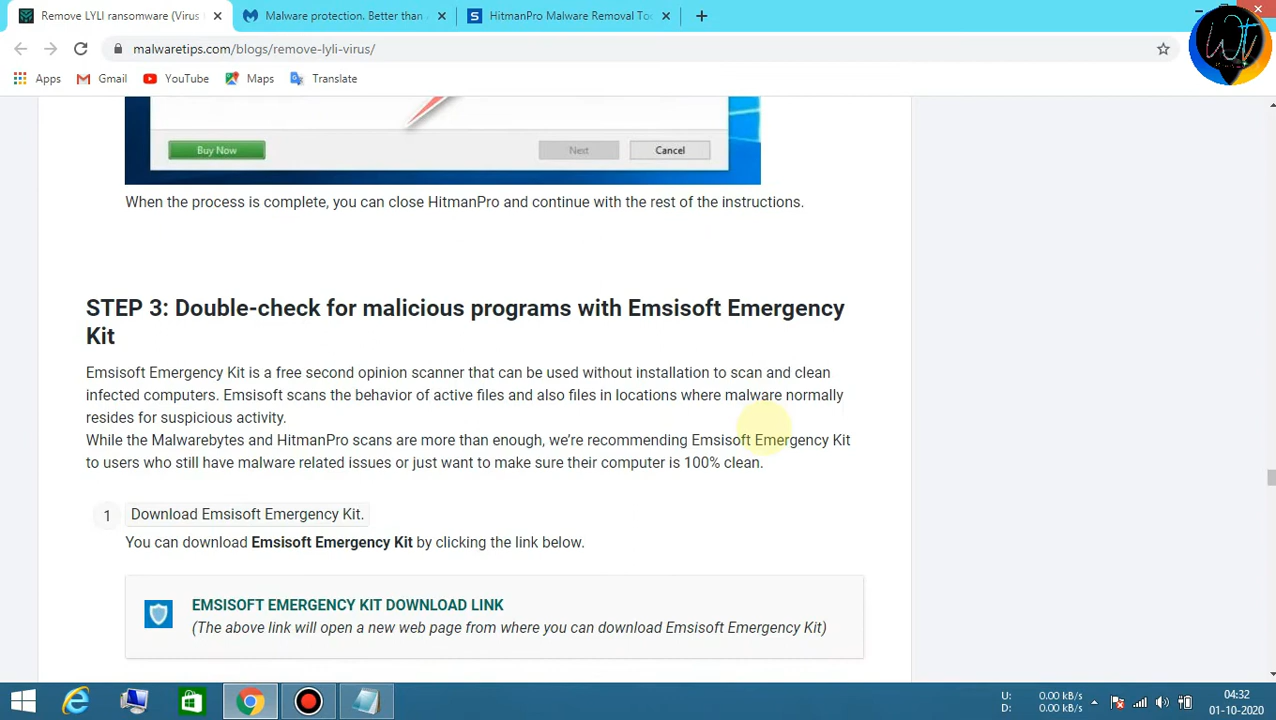 Remove LYLI ransomware (Virus
Malware protection. Better than
HitmanPro Malware Removal Too
malwaretips.com/blogs/remove-lyli-virus/
Apps Gmail YouTube Maps Translate
Buy Now Next Cancel
When the process is complete, you can close HitmanPro and continue with the rest of the instructions.
STEP 3: Double-check for malicious programs with Emsisoft Emergency
Kit
Emsisoft Emergency Kit is a free second opinion scanner that can be used without installation to scan and clean
infected computers. Emsisoft scans the behavior of active files and also files in locations where malware normally
resides for suspicious activity.
While the Malwarebytes and HitmanPro scans are more than enough, we're recommending Emsisoft Emergency Kit
to users who still have malware related issues or just want to make sure their computer is 100% clean.
1 Download Emsisoft Emergency Kit.
You can download Emsisoft Emergency Kit by clicking the link below.
EMSISOFT EMERGENCY KIT DOWNLOAD LINK
(The above link will open a new web page from where you can download Emsisoft Emergency Kit)
U: 0.00 kB/s
D: 0.00 kB/s
04:32
01-10-2020